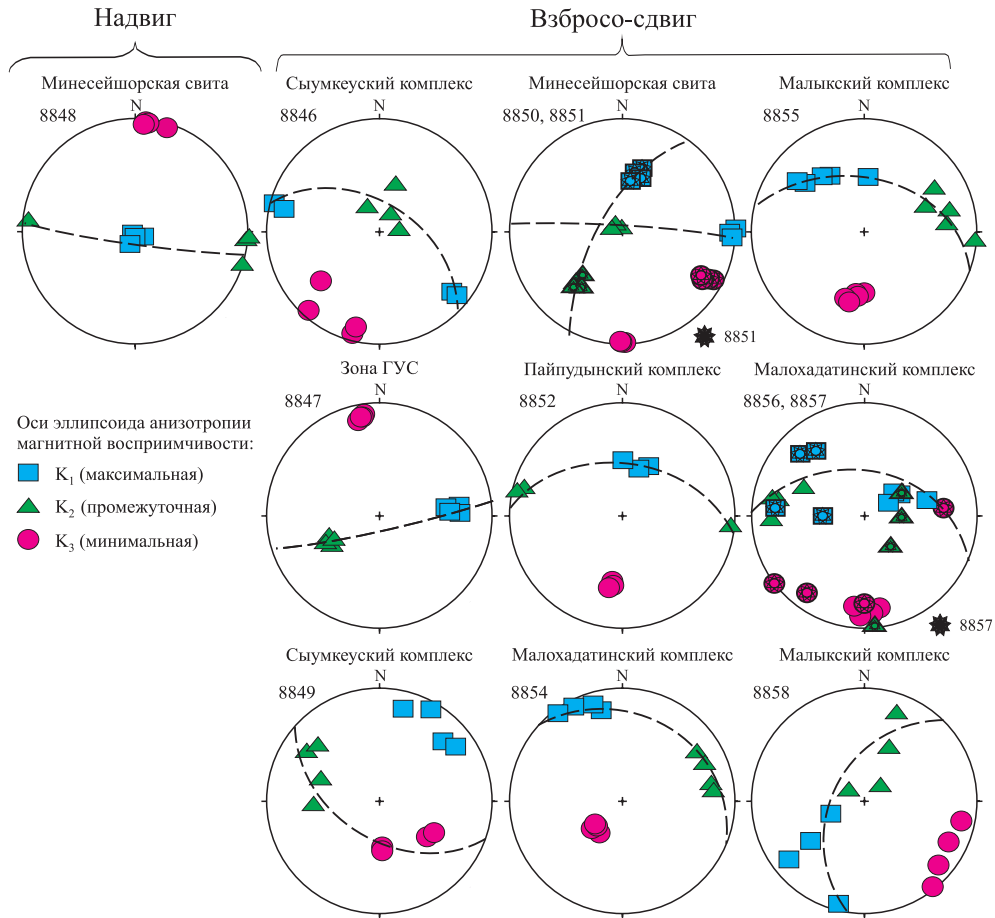 Надвиг
Взбросо-сдвиг
Минесейшорская свита
Сыумкеуский комплекс
Минесейшорская свита
Малыкский комплекс
8848
N
8846
N
8850, 8851
N
8855
N
8851
Зона ГУС
Пайпудынский комплекс
Малохадатинский комплекс
8847
N
8852
N
8856, 8857
N
8857
Оси эллипсоида анизотропии
магнитной восприимчивости:
K1 (максимальная)
K2 (промежуточная)
K3 (минимальная)
Сыумкеуский комплекс
Малохадатинский комплекс
Малыкский комплекс
8849
N
8854
N
8858
N